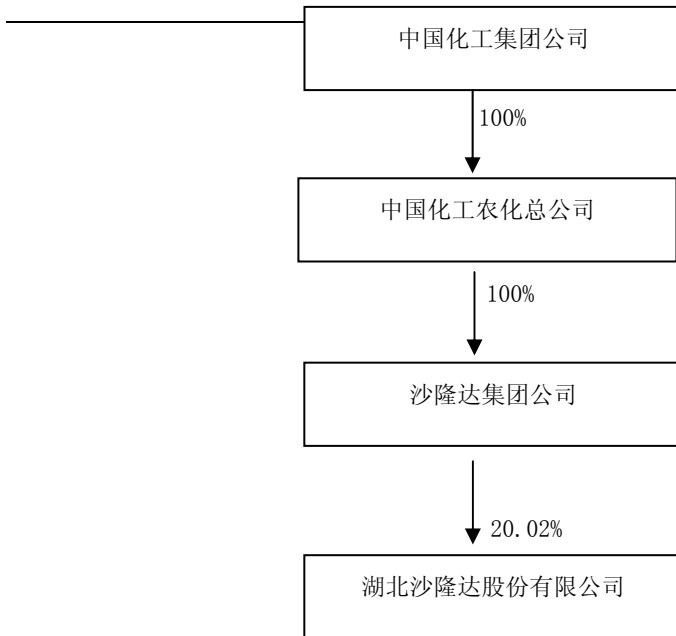 中国化工集团公司
100%
中国化工农化总公司
100%
沙隆达集团公司
20.02%
湖北沙隆达股份有限公司